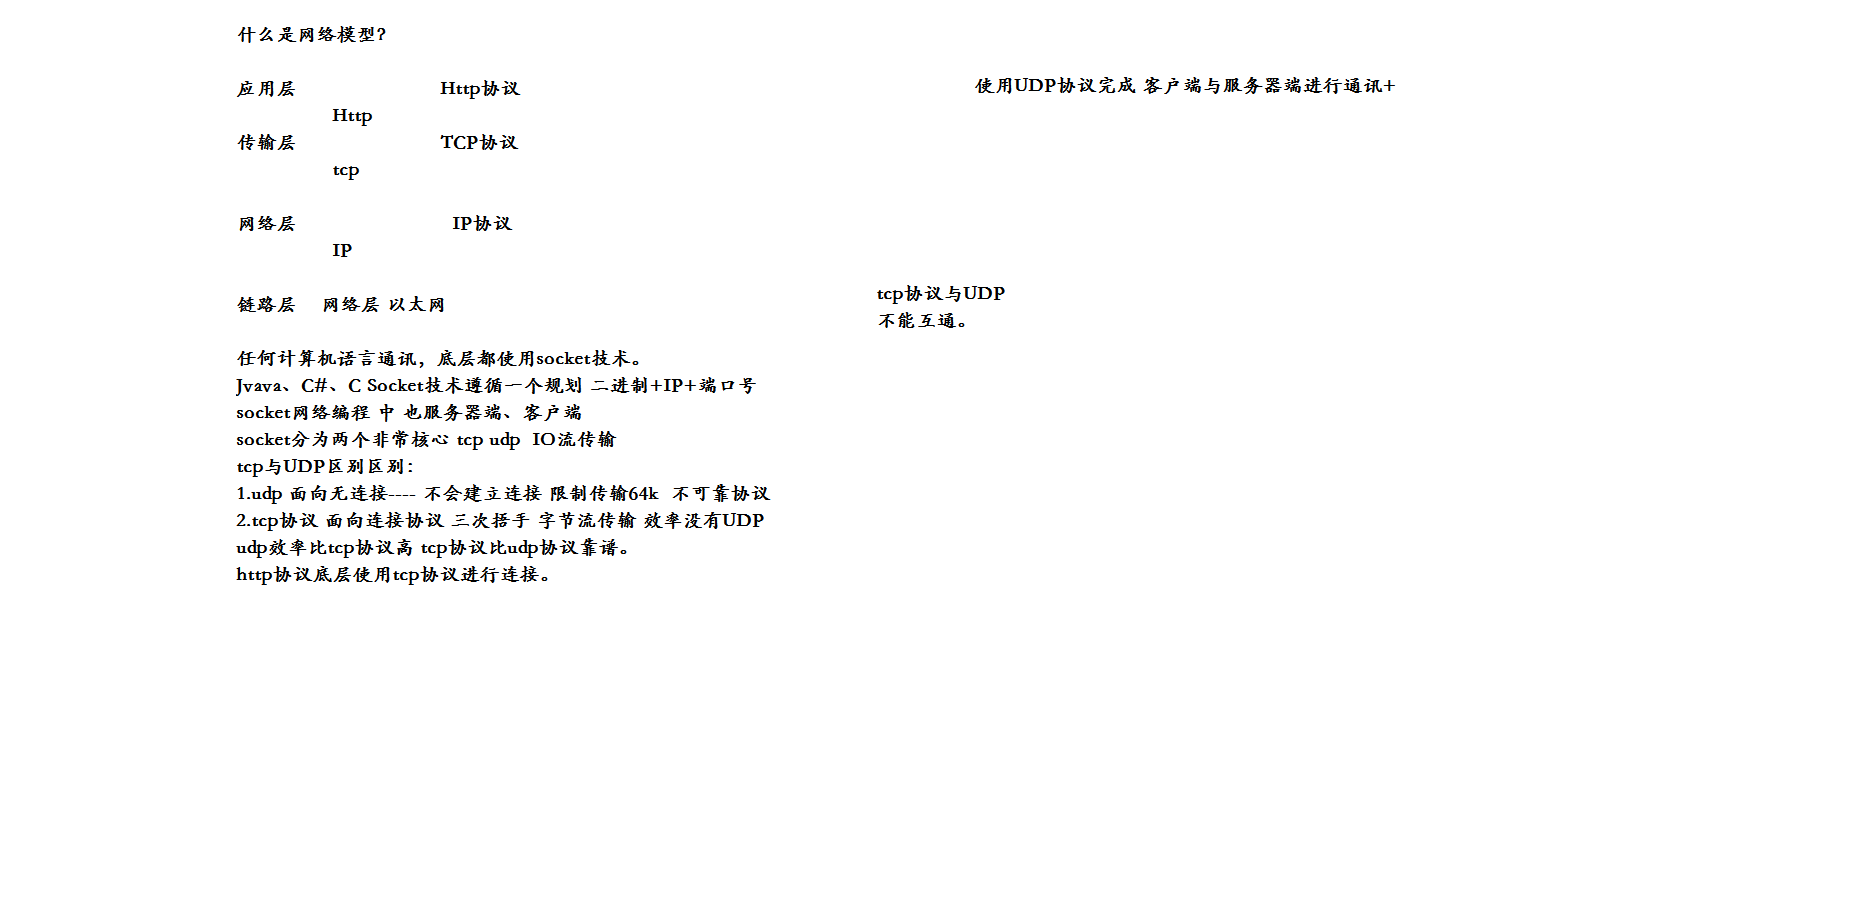 什么是网络模型?
应用层 Http协议
Http
传输层 TCP协议
tcp
网络层 IP协议
IP
链路层 网络层 以太网
任何计算机语言通讯，底层都使用socket技术。
Jvava、C#、C Socket技术遵循一个规划 二进制+IP+端口号
socket网络编程 中 也服务器端、客户端
socket分为两个非常核心 tcp udp IO流传输
tcp与UDP区别区别：
1.udp 面向无连接---- 不会建立连接 限制传输64k 不可靠协议
2.tcp协议 面向连接协议 三次捂手 字节流传输 效率没有UDP
udp效率比tcp协议高 tcp协议比udp协议靠谱。
http协议底层使用tcp协议进行连接。
使用UDP协议完成 客户端与服务器端进行通讯+
tcp协议与UDP
不能互通。